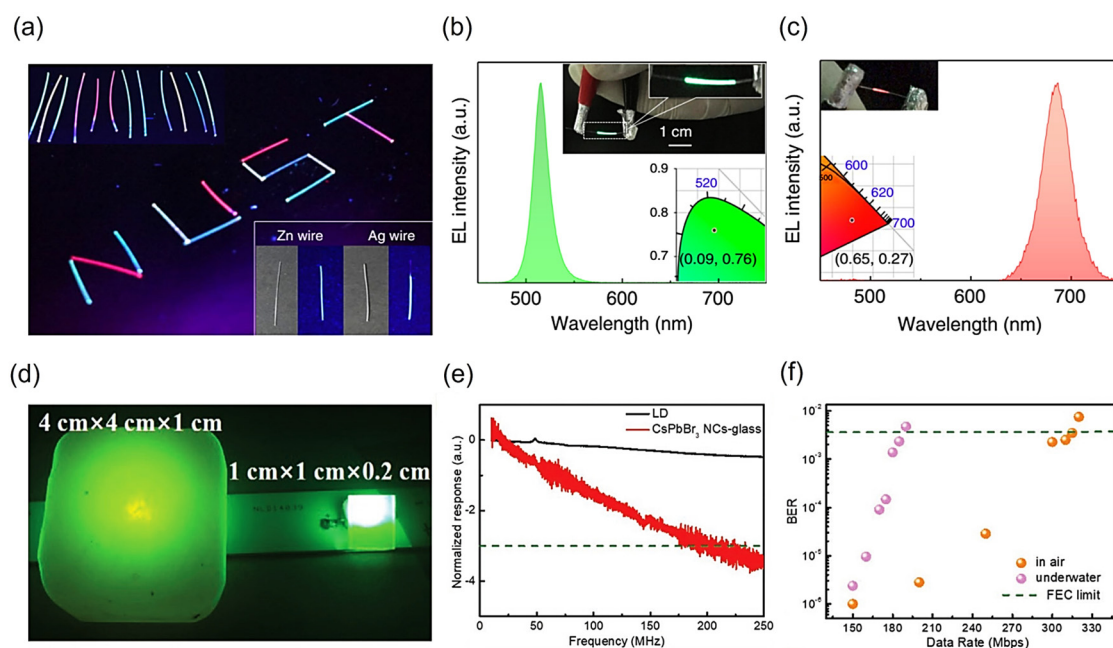 (a)
Zn wire Ag wire
(b)
EL intensity (a.u.)
1 cm
0.9
0.8
0.7
520
(0.09, 0.76)
500 600 700
Wavelength (nm)
(c)
EL intensity (a.u.)
600
620
700
(0.65, 0.27)
500 600 700
Wavelength (nm)
(d)
4 cm×4 cm×1 cm
1 cm×1 cm×0.2 cm
(e)
Normalized response (a.u.)
LD
CsPbBr₃ NCs-glass
0
-2
-4
0 50 100 150 200 250
Frequency (MHz)
(f)
BER
10⁻²
10⁻³
10⁻⁴
10⁻⁵
10⁻⁶
in air
underwater
FEC limit
150 180 210 240 270 300 330
Data Rate (Mbps)